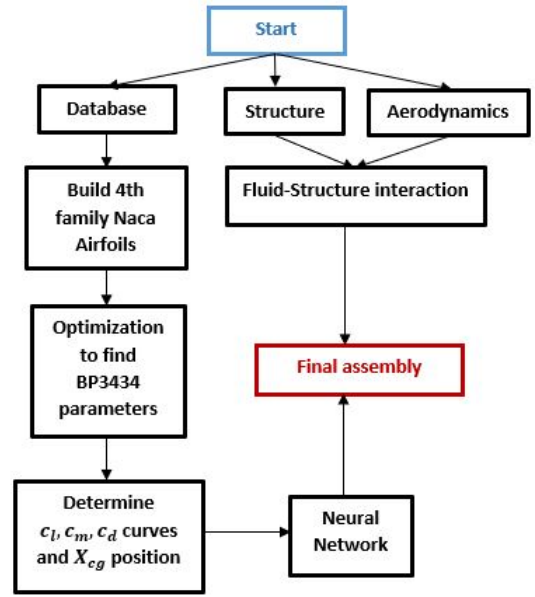 Start
Database
Structure
Aerodynamics
Build 4th
family Naca
Airfoils
Fluid-Structure interaction
Optimization
to find
BP3434
parameters
Final assembly
Determine
c_l, c_m, c_d curves
and X_cg position
Neural
Network